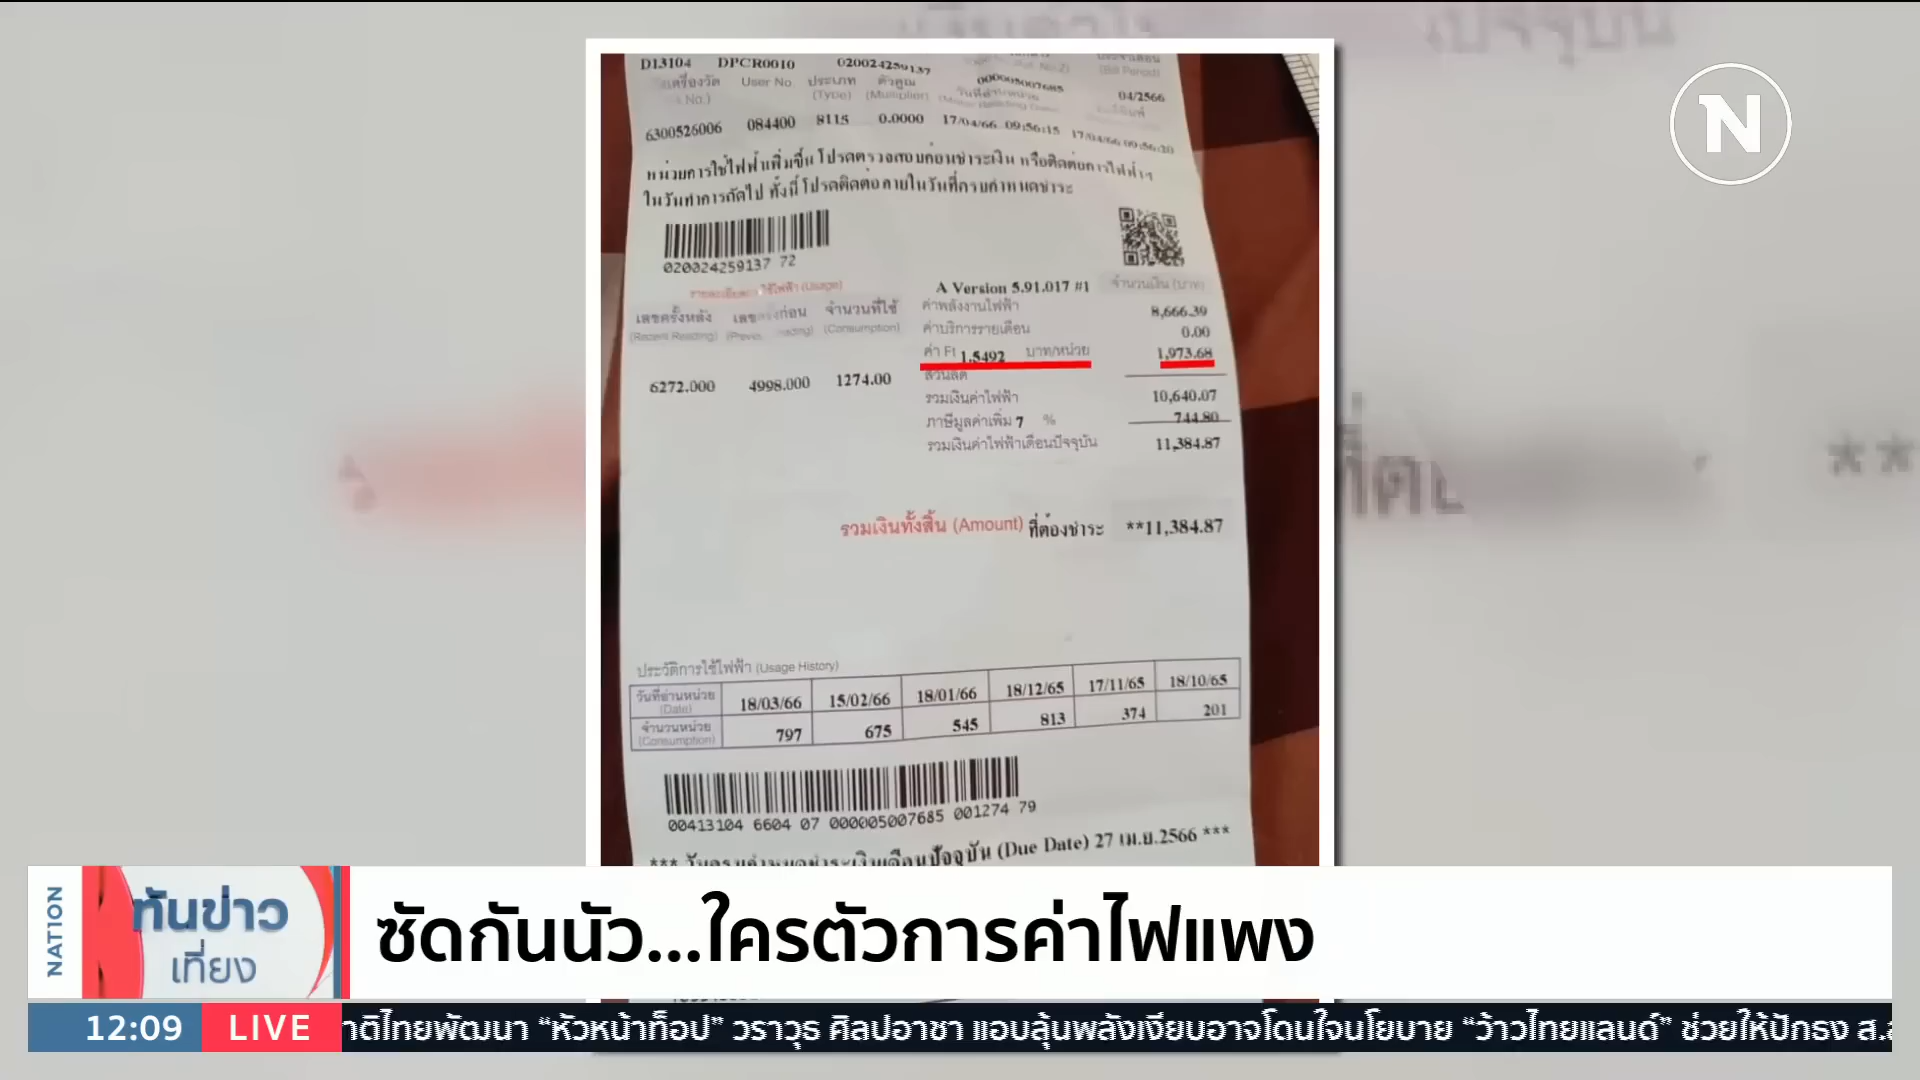 D13104 DPCR0010 020024259137
User No. ประเภท ตัวคูณ 000005007685 (Bill Period)
(Type) (Multiplier) 04/2566
6300526006 084400 8115 0.0000 17/04/66 09:56:15 17/04/66 09:56:20
หน่วยการใช้ไฟฟ้าเพิ่มขึ้น โปรดตรวจสอบก่อนชำระเงิน หรือติดต่อการไฟฟ้าฯ
ในวันทำการถัดไป ทั้งนี้ โปรดติดต่อภายในวันที่ครบกำหนดชำระ
020024259137 72
รายละเอียดการใช้ไฟฟ้า (Usage)
A Version 5.91.017 #1 จำนวนเงิน (บาท)
เลขครั้งหลัง เลขครั้งก่อน จำนวนที่ใช้
(Recent Reading) (Consumption)
ค่าพลังงานไฟฟ้า 8,666.39
ค่าบริการรายเดือน 0.00
ค่า Ft 1.5492 บาท/หน่วย 1,973.68
6272.000 4998.000 1274.00
ส่วนลด
รวมเงินค่าไฟฟ้า 10,640.07
ภาษีมูลค่าเพิ่ม 7 % 744.80
รวมเงินค่าไฟฟ้าเดือนปัจจุบัน 11,384.87
รวมเงินทั้งสิ้น (Amount) ที่ต้องชำระ **11,384.87
ประวัติการใช้ไฟฟ้า (Usage History)
วันที่อ่านหน่วย (Date) 18/03/66 15/02/66 18/01/66 18/12/65 17/11/65 18/10/65
จำนวนหน่วย (Consumption) 797 675 545 813 374 201
00413104 6604 07 000005007685 001274 79
*** วันครบกำหนดชำระเงินเดือนปัจจุบัน (Due Date) 27 เม.ย.2566 ***
N
NATION
ทันข่าว
เที่ยง
ซัดกันนัว...ใครตัวการค่าไฟแพง
12:09 LIVE าติไทยพัฒนา “หัวหน้าท็อป” วราวุธ ศิลปอาชา แอบลุ้นพลังเงียบอาจโดนใจนโยบาย “ว้าวไทยแลนด์” ช่วยให้ปักธง ส.